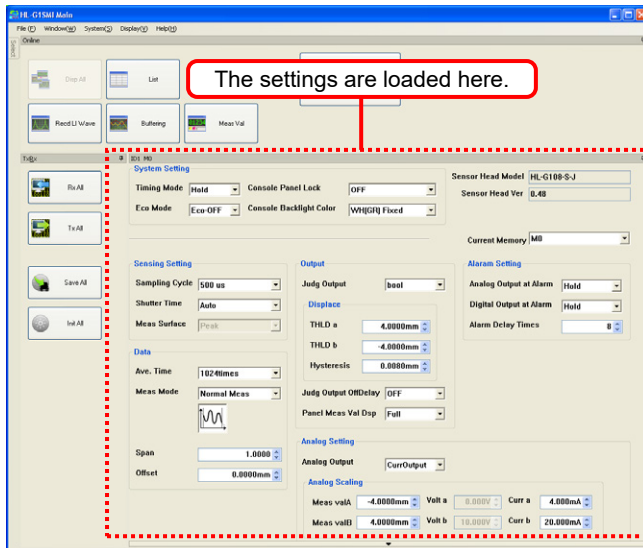 HL-G1SMI Main
File (F) Window(W) System(S) Display(V) Help(H)
Online
Select
Disp All
List
The settings are loaded here.
Recd LI Wave
Buffering
Meas Val
TxRx
ID1 M0
Rx All
Tx All
Save All
Init All
System Setting
Timing Mode Hold Console Panel Lock OFF
Eco Mode Eco-OFF Console Backlight Color WH[GR] Fixed
Sensor Head Model HL-G108-S-J
Sensor Head Ver 0.48
Current Memory M0
Sensing Setting
Sampling Cycle 500 us
Shutter Time Auto
Meas Surface Peak
Data
Ave. Time 1024times
Meas Mode Normal Meas
Span 1.0000
Offset 0.0000mm
Output
Judg Output bool
Displace
THLD a 4.0000mm
THLD b -4.0000mm
Hysteresis 0.0080mm
Judg Output OffDelay OFF
Panel Meas Val Dsp Full
Alaram Setting
Analog Output at Alarm Hold
Digital Output at Alarm Hold
Alarm Delay Times 8
Analog Setting
Analog Output CurrOutput
Analog Scaling
Meas valA -4.0000mm Volt a 0.000V Curr a 4.000mA
Meas valB 4.0000mm Volt b 10.000V Curr b 20.000mA